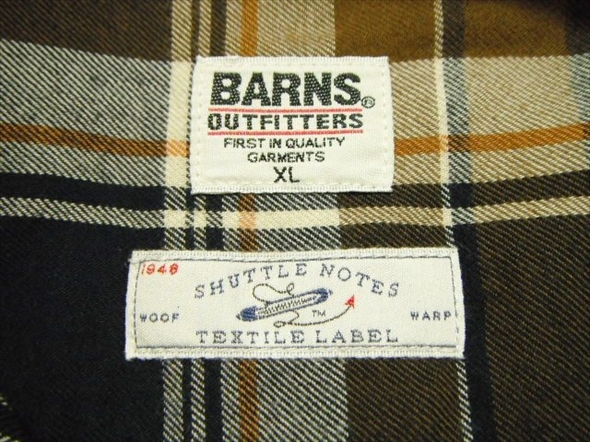 BARNS®
OUTFITTERS
FIRST IN QUALITY
GARMENTS
XL
1948
SHUTTLE NOTES
WOOF ™ WARP
TEXTILE LABEL